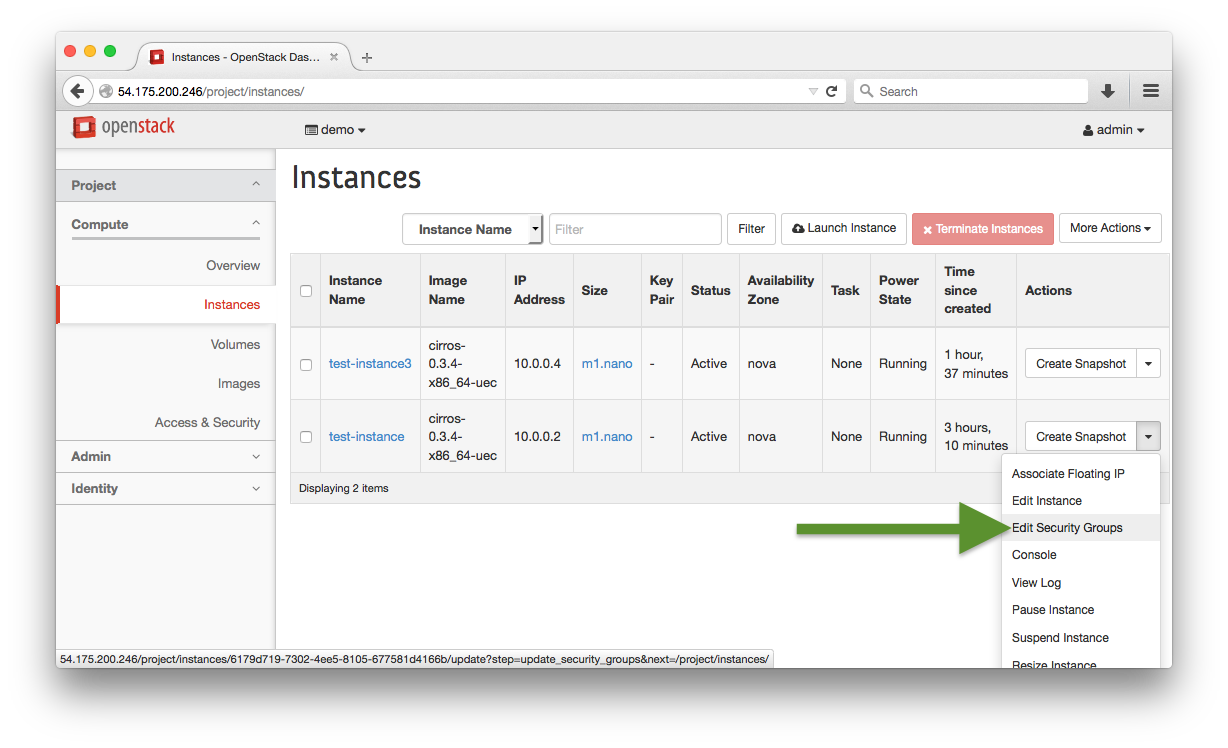 Instances - OpenStack Das...
54.175.200.246/project/instances/
Search
openstack
demo
admin
Project
Compute
Overview
Instances
Volumes
Images
Access & Security
Admin
Identity
Instances
Instance Name
Filter
Filter
Launch Instance
Terminate Instances
More Actions
Instance Name
Image Name
IP Address
Size
Key Pair
Status
Availability Zone
Task
Power State
Time since created
Actions
test-instance3
cirros-0.3.4-x86_64-uec
10.0.0.4
m1.nano
-
Active
nova
None
Running
1 hour, 37 minutes
Create Snapshot
test-instance
cirros-0.3.4-x86_64-uec
10.0.0.2
m1.nano
-
Active
nova
None
Running
3 hours, 10 minutes
Create Snapshot
Displaying 2 items
Associate Floating IP
Edit Instance
Edit Security Groups
Console
View Log
Pause Instance
Suspend Instance
Resize Instance
54.175.200.246/project/instances/6179d719-7302-4ee5-8105-677581d4166b/update?step=update_security_groups&next=/project/instances/